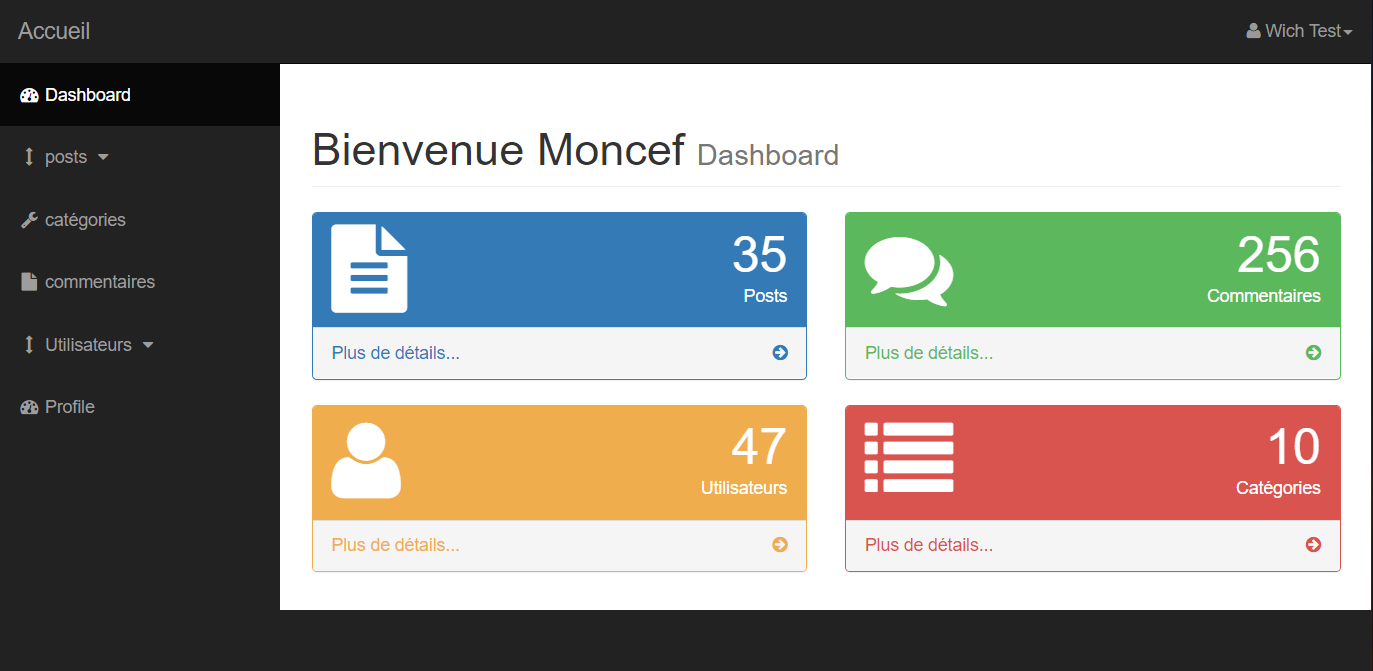 Accueil
Wich Test
Dashboard
posts
catégories
commentaires
Utilisateurs
Profile
Bienvenue Moncef Dashboard
35
Posts
Plus de détails...
256
Commentaires
Plus de détails...
47
Utilisateurs
Plus de détails...
10
Catégories
Plus de détails...